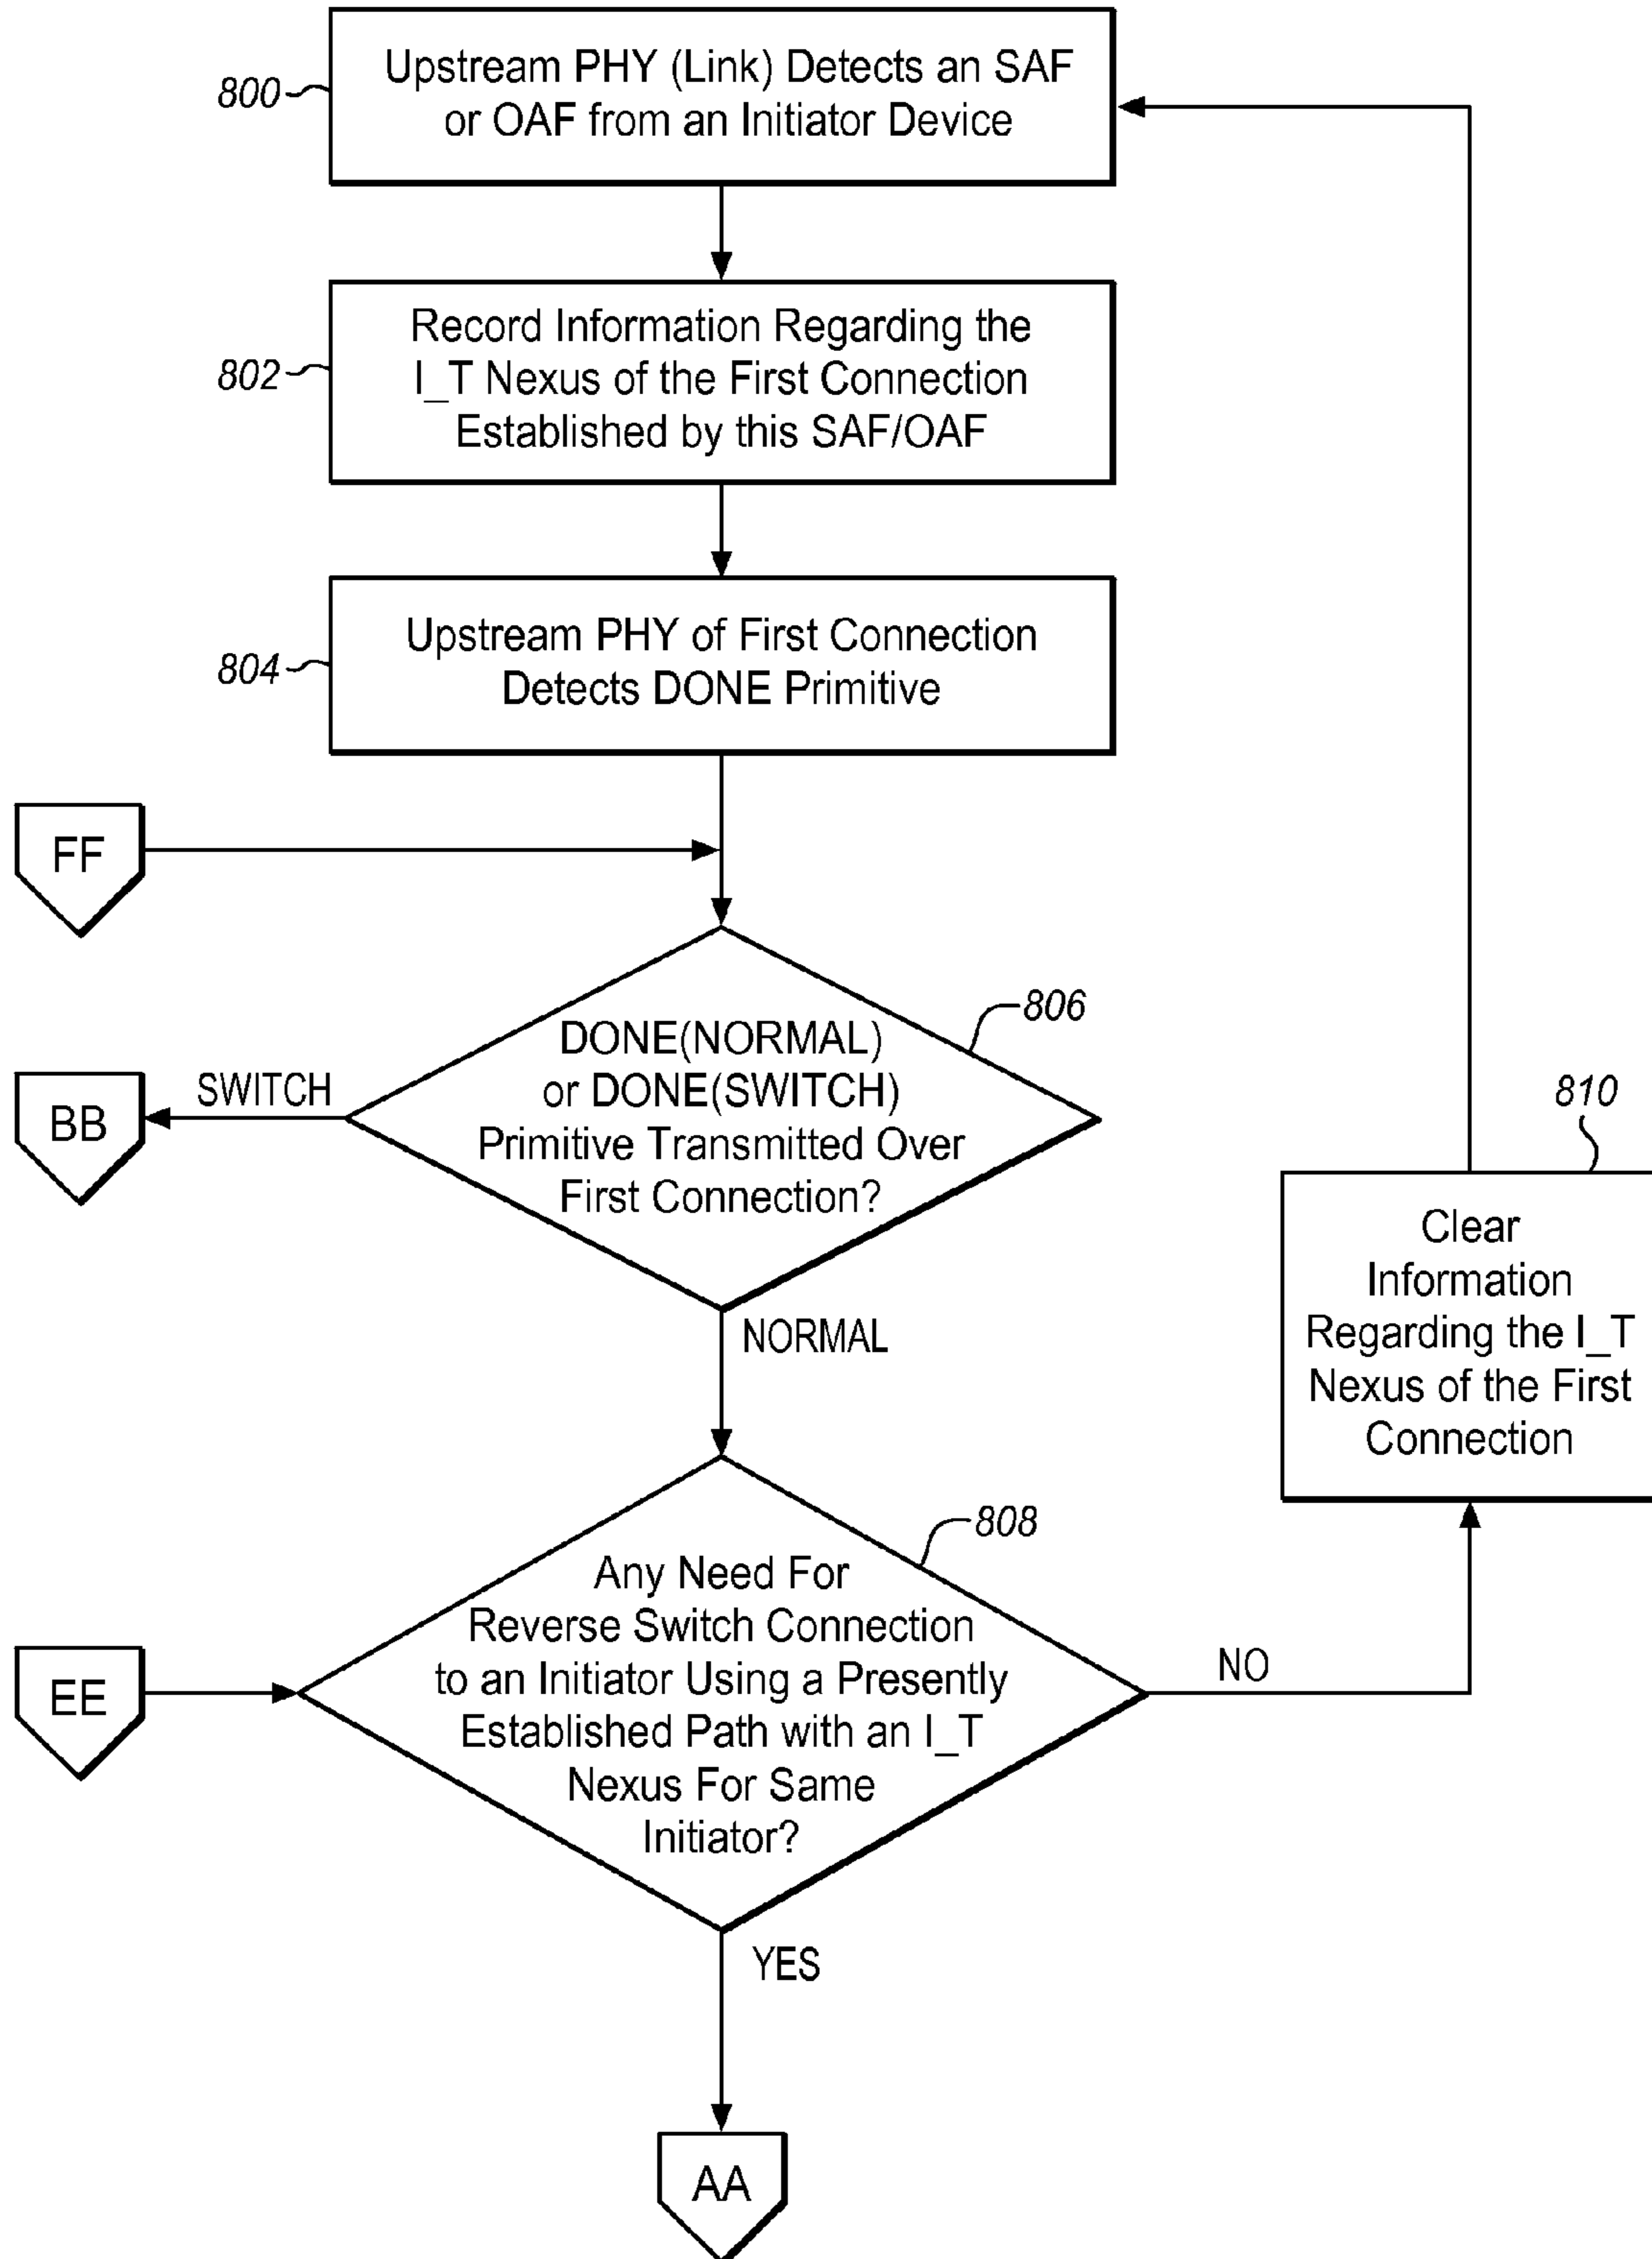 800
Upstream PHY (Link) Detects an SAF
or OAF from an Initiator Device
802
Record Information Regarding the
I_T Nexus of the First Connection
Established by this SAF/OAF
804
Upstream PHY of First Connection
Detects DONE Primitive
FF
806
DONE(NORMAL)
or DONE(SWITCH)
Primitive Transmitted Over
First Connection?
SWITCH
BB
NORMAL
810
Clear
Information
Regarding the I_T
Nexus of the First
Connection
808
Any Need For
Reverse Switch Connection
to an Initiator Using a Presently
Established Path with an I_T
Nexus For Same
Initiator?
NO
EE
YES
AA